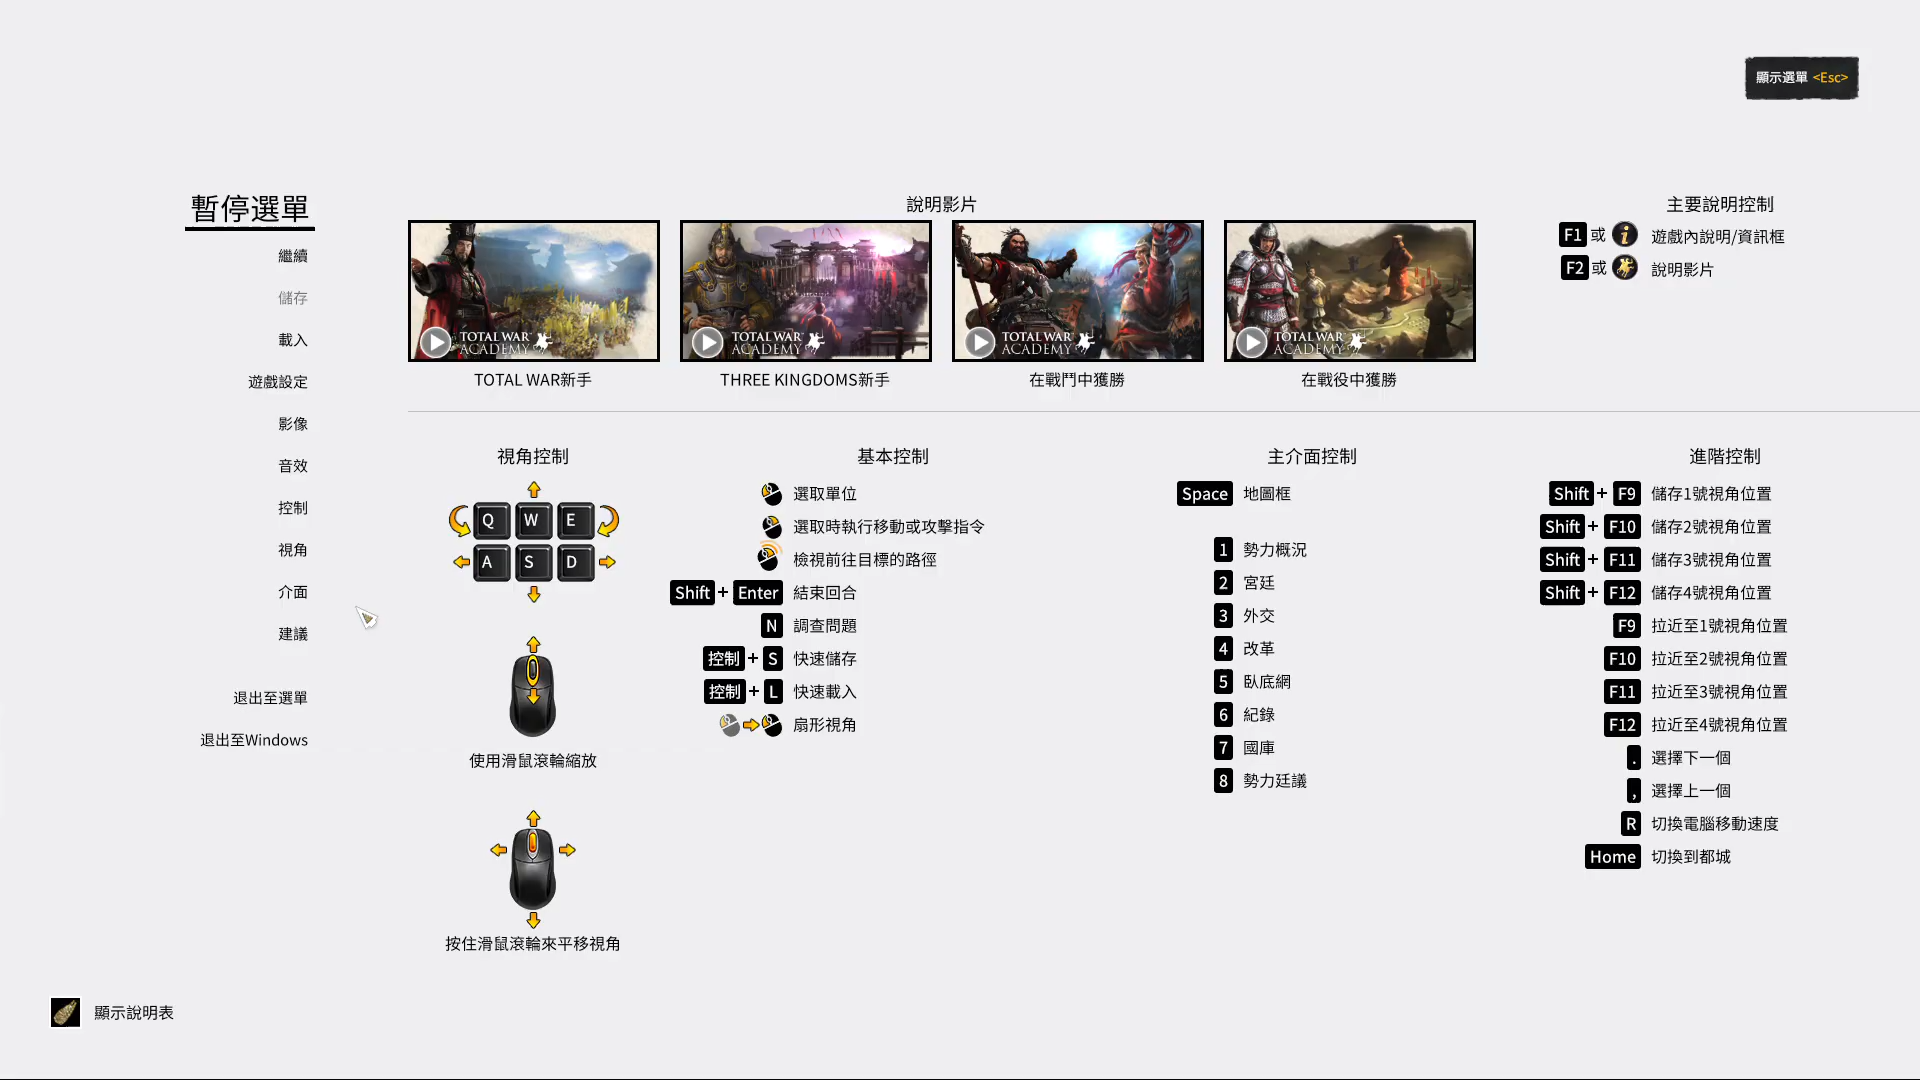 顯示選單 <Esc>
暫停選單
繼續
儲存
載入
遊戲設定
影像
音效
控制
視角
介面
建議
退出至選單
退出至Windows
說明影片
TOTAL WAR
ACADEMY
TOTAL WAR新手
TOTAL WAR
ACADEMY
THREE KINGDOMS新手
TOTAL WAR
ACADEMY
在戰鬥中獲勝
TOTAL WAR
ACADEMY
在戰役中獲勝
主要說明控制
F1 或 i 遊戲內說明/資訊框
F2 或 說明影片
視角控制
Q W E
A S D
使用滑鼠滾輪縮放
按住滑鼠滾輪來平移視角
基本控制
選取單位
選取時執行移動或攻擊指令
檢視前往目標的路徑
Shift + Enter 結束回合
N 調查問題
控制 + S 快速儲存
控制 + L 快速載入
扇形視角
主介面控制
Space 地圖框
1 勢力概況
2 宮廷
3 外交
4 改革
5 臥底網
6 紀錄
7 國庫
8 勢力廷議
進階控制
Shift + F9 儲存1號視角位置
Shift + F10 儲存2號視角位置
Shift + F11 儲存3號視角位置
Shift + F12 儲存4號視角位置
F9 拉近至1號視角位置
F10 拉近至2號視角位置
F11 拉近至3號視角位置
F12 拉近至4號視角位置
. 選擇下一個
, 選擇上一個
R 切換電腦移動速度
Home 切換到都城
顯示說明表